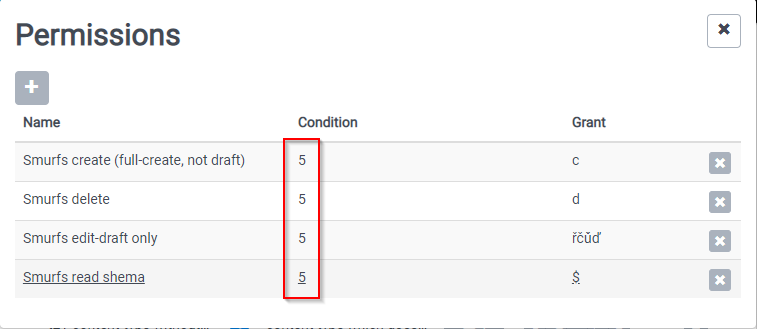 Permissions
Name Condition Grant
Smurfs create (full-create, not draft) 5 c
Smurfs delete 5 d
Smurfs edit-draft only 5 řčǔď
Smurfs read shema 5 $